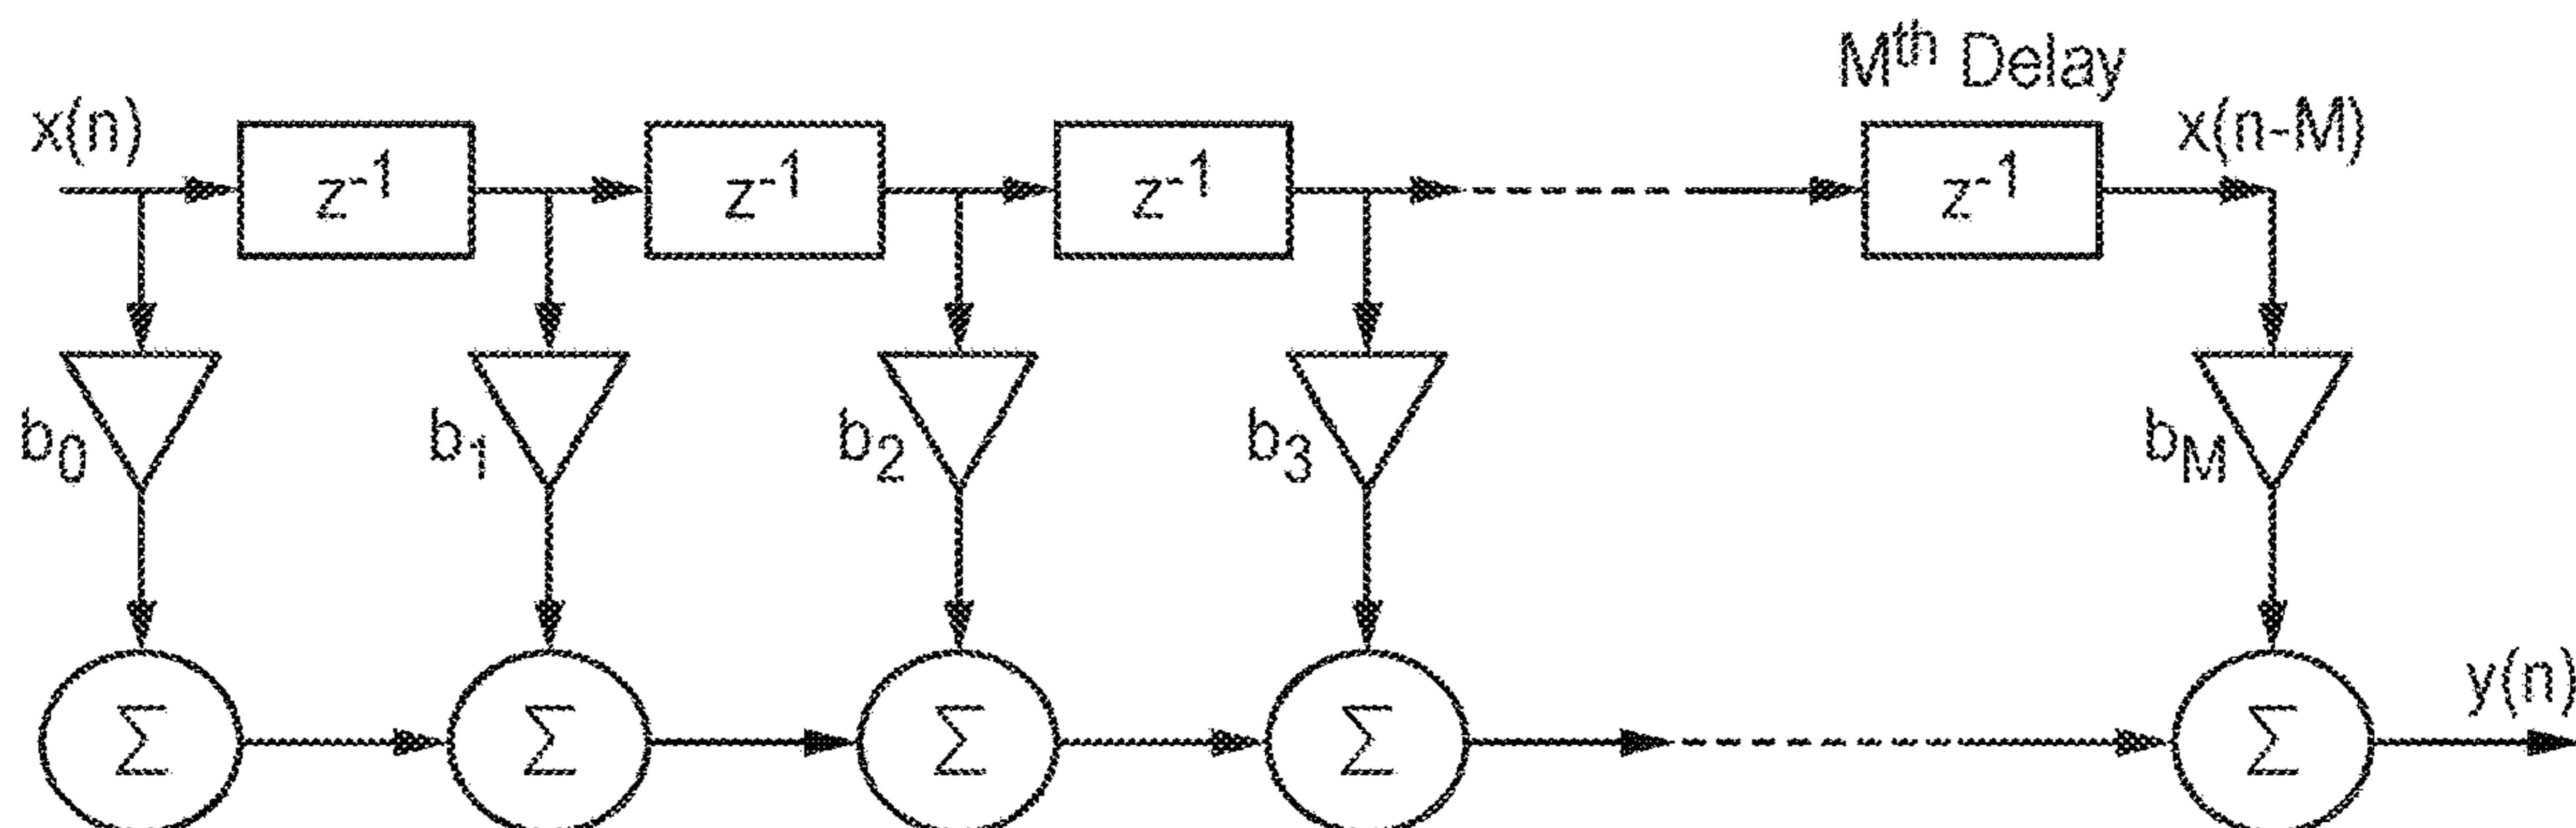 Mth Delay
x(n)
z-1
z-1
z-1
z-1
x(n-M)
b0
b1
b2
b3
bM
Σ
Σ
Σ
Σ
Σ
y(n)